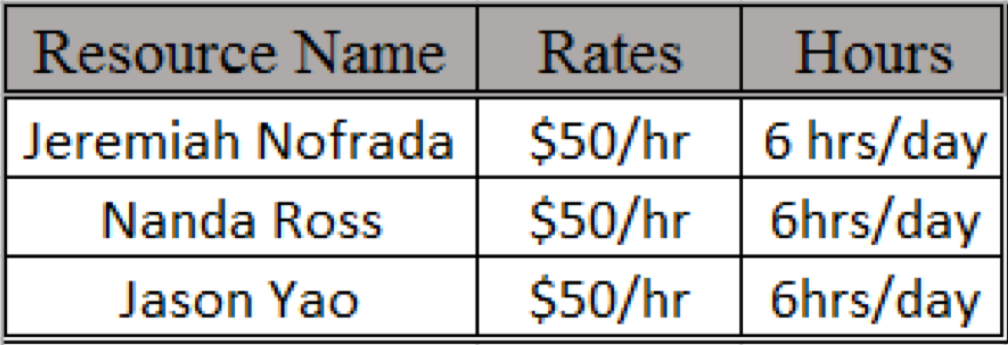 Resource Name Rates Hours
Jeremiah Nofrada $50/hr 6 hrs/day
Nanda Ross $50/hr 6hrs/day
Jason Yao $50/hr 6hrs/day